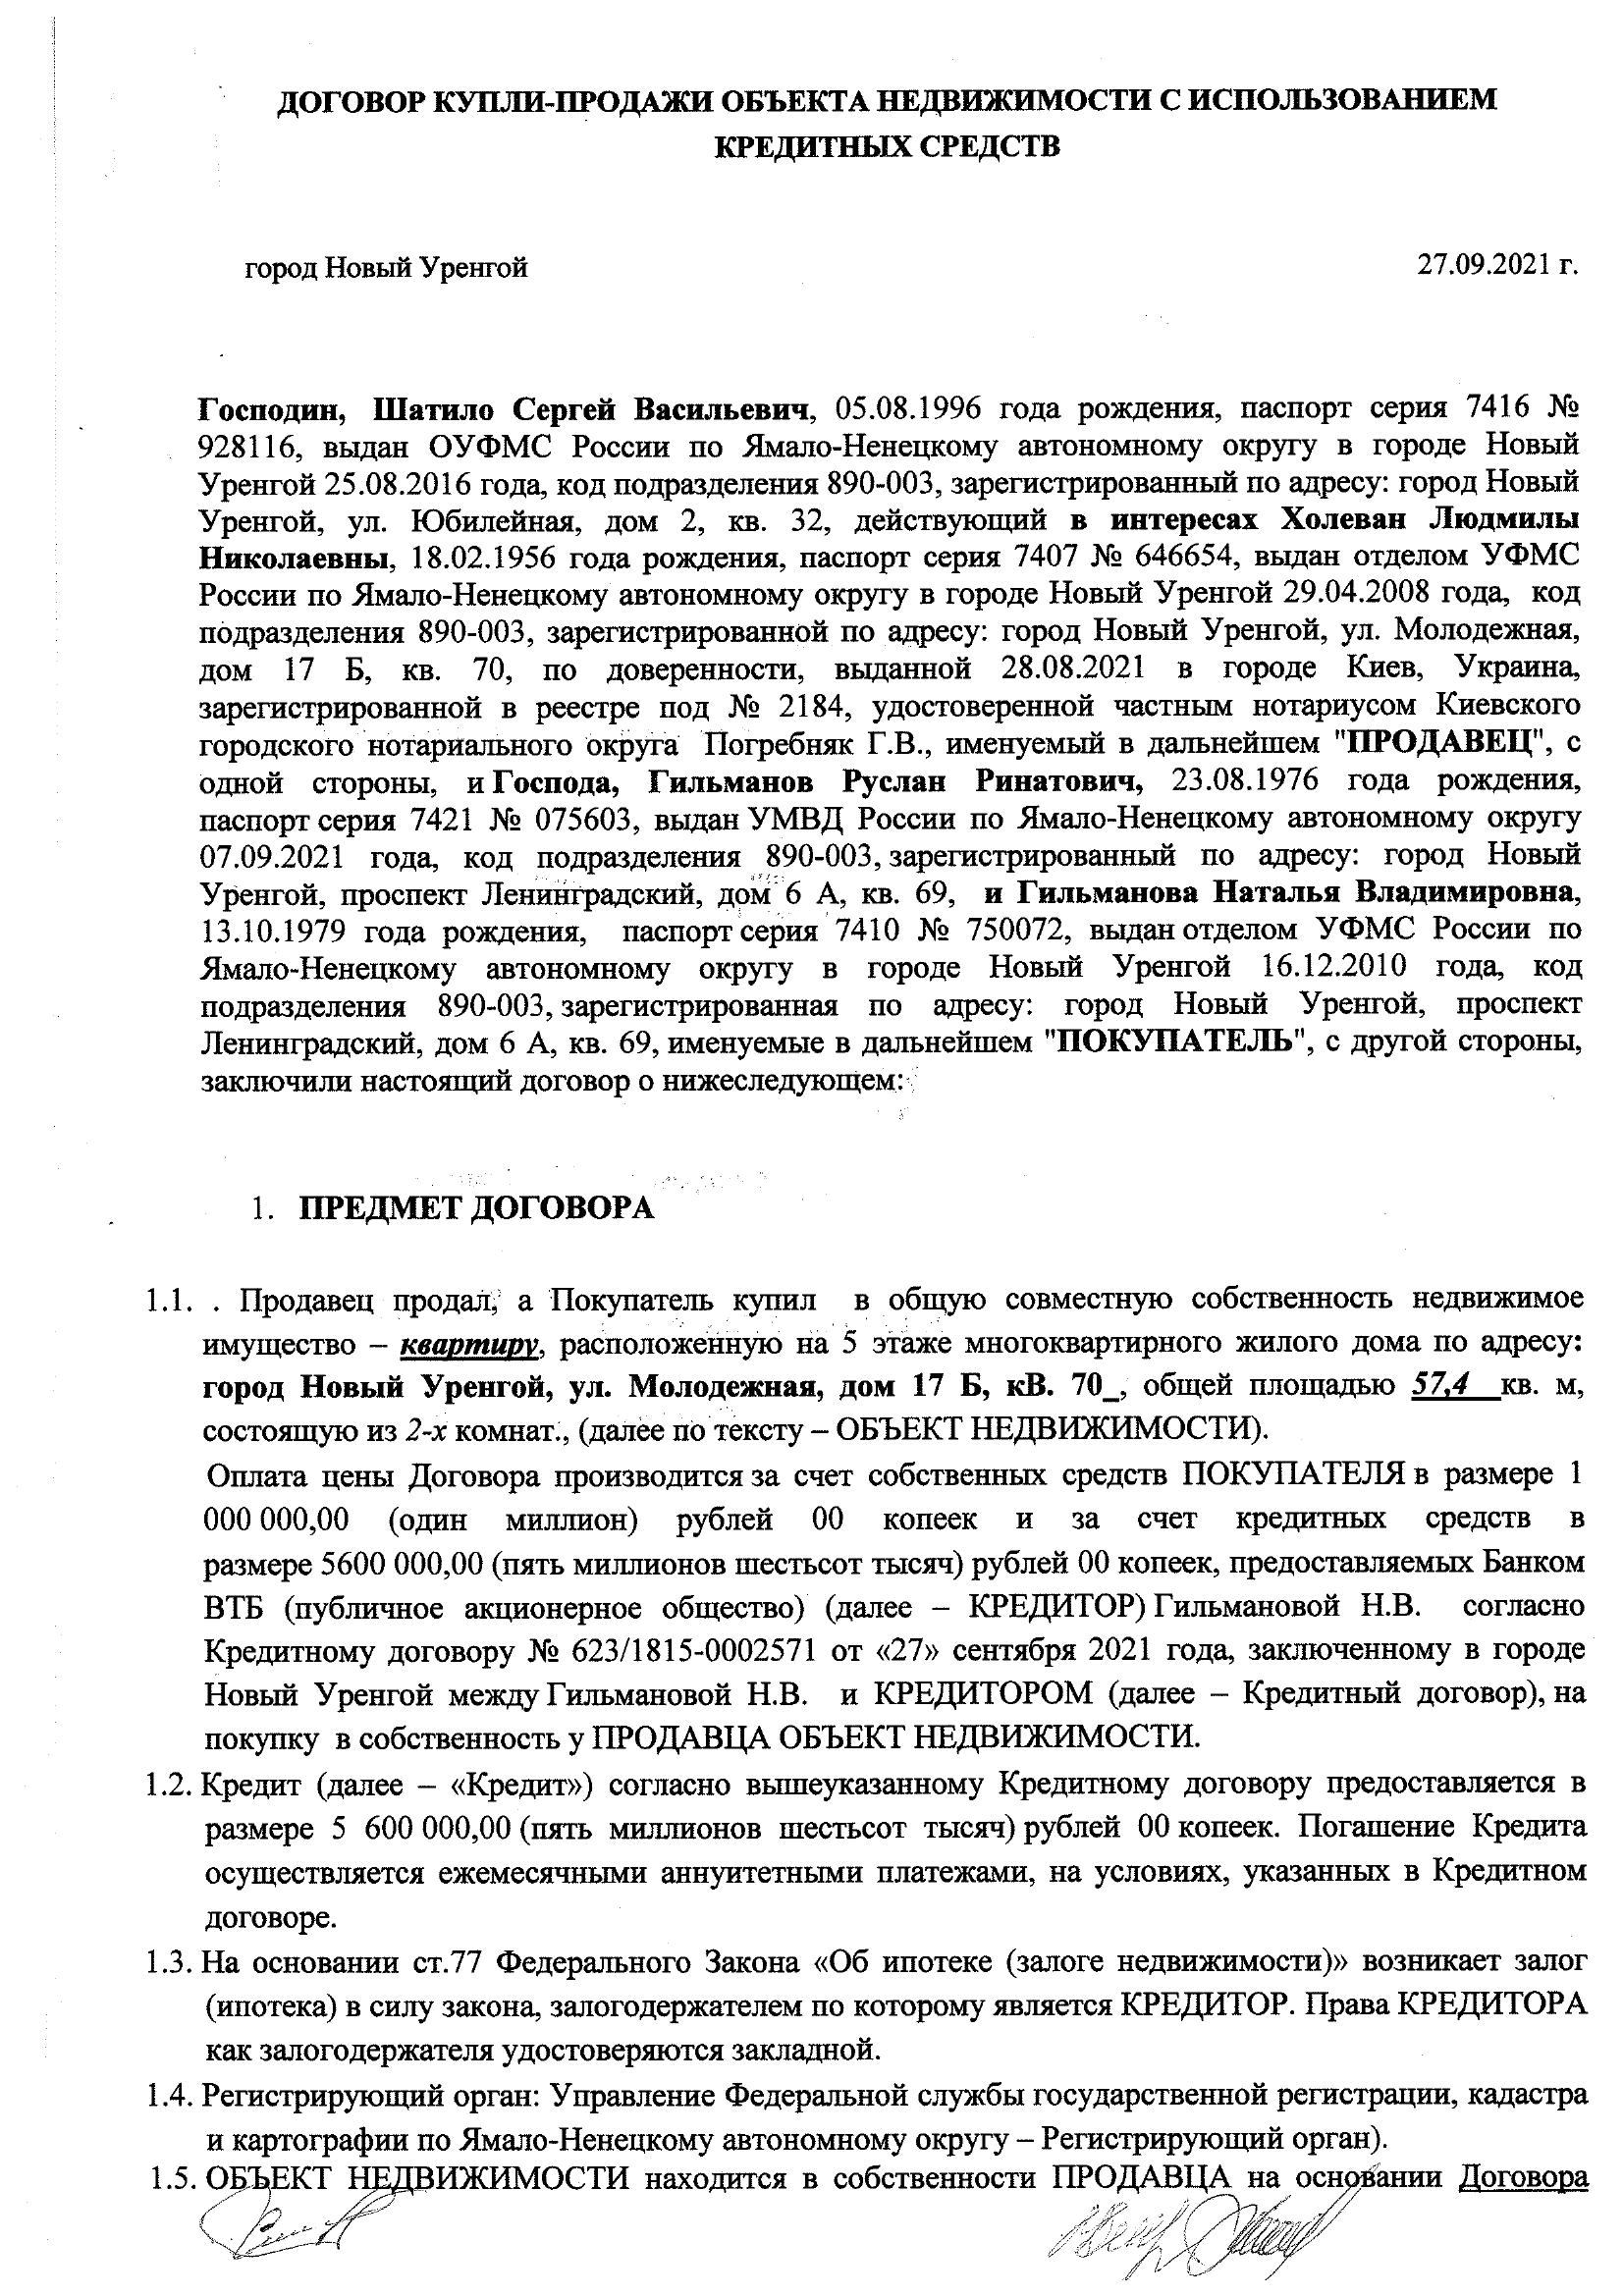 ДОГОВОР КУПЛИ-ПРОДАЖИ ОБЪЕКТА НЕДВИЖИМОСТИ С ИСПОЛЬЗОВАНИЕМ
КРЕДИТНЫХ СРЕДСТВ
город Новый Уренгой 27.09.2021 г.
Господин, Шатило Сергей Васильевич, 05.08.1996 года рождения, паспорт серия 7416 №
928116, выдан ОУФМС России по Ямало-Ненецкому автономному округу в городе Новый
Уренгой 25.08.2016 года, код подразделения 890-003, зарегистрированный по адресу: город Новый
Уренгой, ул. Юбилейная, дом 2, кв. 32, действующий в интересах Холеван Людмилы
Николаевны, 18.02.1956 года рождения, паспорт серия 7407 № 646654, выдан отделом УФМС
России по Ямало-Ненецкому автономному округу в городе Новый Уренгой 29.04.2008 года, код
подразделения 890-003, зарегистрированной по адресу: город Новый Уренгой, ул. Молодежная,
дом 17 Б, кв. 70, по доверенности, выданной 28.08.2021 в городе Киев, Украина,
зарегистрированной в реестре под № 2184, удостоверенной частным нотариусом Киевского
городского нотариального округа Погребняк Г.В., именуемый в дальнейшем "ПРОДАВЕЦ", с
одной стороны, и Господа, Гильманов Руслан Ринатович, 23.08.1976 года рождения,
паспорт серия 7421 № 075603, выдан УМВД России по Ямало-Ненецкому автономному округу
07.09.2021 года, код подразделения 890-003, зарегистрированный по адресу: город Новый
Уренгой, проспект Ленинградский, дом 6 А, кв. 69, и Гильманова Наталья Владимировна,
13.10.1979 года рождения, паспорт серия 7410 № 750072, выдан отделом УФМС России по
Ямало-Ненецкому автономному округу в городе Новый Уренгой 16.12.2010 года, код
подразделения 890-003, зарегистрированная по адресу: город Новый Уренгой, проспект
Ленинградский, дом 6 А, кв. 69, именуемые в дальнейшем "ПОКУПАТЕЛЬ", с другой стороны,
заключили настоящий договор о нижеследующем:
1. ПРЕДМЕТ ДОГОВОРА
1.1. . Продавец продал, а Покупатель купил в общую совместную собственность недвижимое
имущество – квартиру, расположенную на 5 этаже многоквартирного жилого дома по адресу:
город Новый Уренгой, ул. Молодежная, дом 17 Б, кВ. 70_, общей площадью 57,4 _кв. м,
состоящую из 2-х комнат., (далее по тексту – ОБЪЕКТ НЕДВИЖИМОСТИ).
Оплата цены Договора производится за счет собственных средств ПОКУПАТЕЛЯ в размере 1
000 000,00 (один миллион) рублей 00 копеек и за счет кредитных средств в
размере 5600 000,00 (пять миллионов шестьсот тысяч) рублей 00 копеек, предоставляемых Банком
ВТБ (публичное акционерное общество) (далее – КРЕДИТОР) Гильмановой Н.В. согласно
Кредитному договору № 623/1815-0002571 от «27» сентября 2021 года, заключенному в городе
Новый Уренгой между Гильмановой Н.В. и КРЕДИТОРОМ (далее – Кредитный договор), на
покупку в собственность у ПРОДАВЦА ОБЪЕКТ НЕДВИЖИМОСТИ.
1.2. Кредит (далее – «Кредит») согласно вышеуказанному Кредитному договору предоставляется в
размере 5 600 000,00 (пять миллионов шестьсот тысяч) рублей 00 копеек. Погашение Кредита
осуществляется ежемесячными аннуитетными платежами, на условиях, указанных в Кредитном
договоре.
1.3. На основании ст.77 Федерального Закона «Об ипотеке (залоге недвижимости)» возникает залог
(ипотека) в силу закона, залогодержателем по которому является КРЕДИТОР. Права КРЕДИТОРА
как залогодержателя удостоверяются закладной.
1.4. Регистрирующий орган: Управление Федеральной службы государственной регистрации, кадастра
и картографии по Ямало-Ненецкому автономному округу – Регистрирующий орган).
1.5. ОБЪЕКТ НЕДВИЖИМОСТИ находится в собственности ПРОДАВЦА на основании Договора